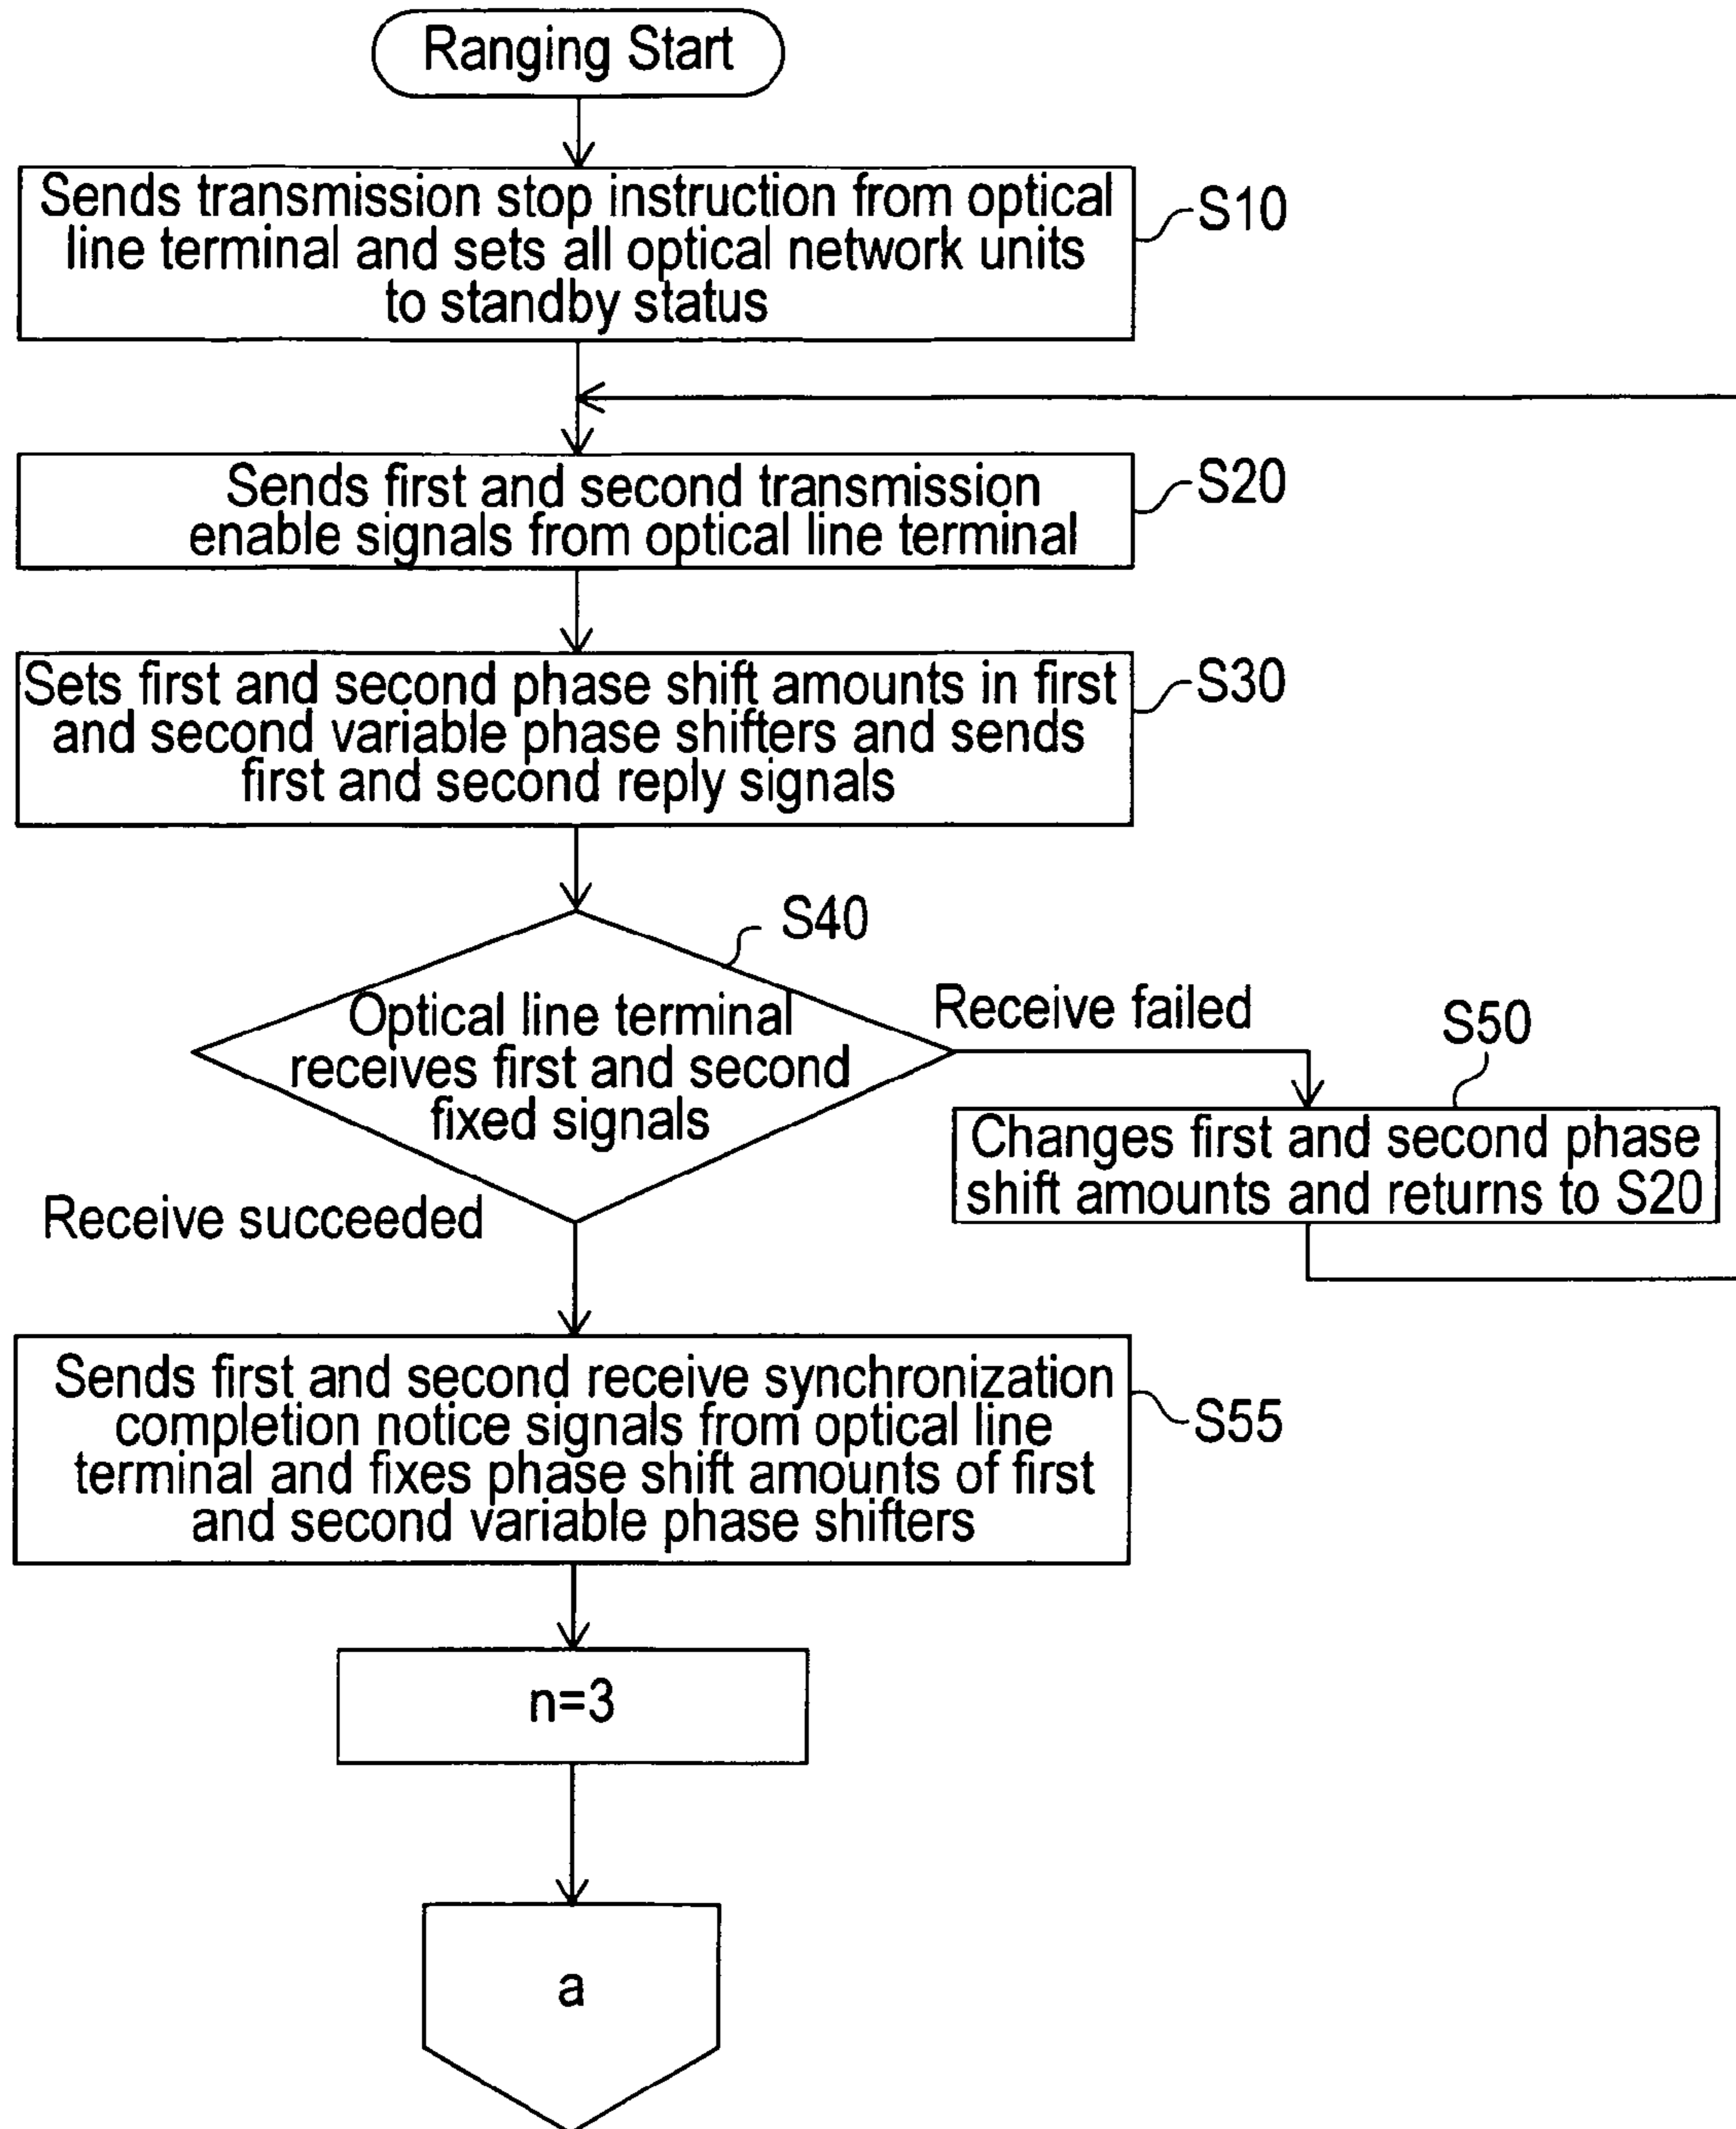 Ranging Start
Sends transmission stop instruction from optical
line terminal and sets all optical network units
to standby status
S10
Sends first and second transmission
enable signals from optical line terminal
S20
Sets first and second phase shift amounts in first
and second variable phase shifters and sends
first and second reply signals
S30
S40
Optical line terminal
receives first and second
fixed signals
Receive failed
S50
Changes first and second phase
shift amounts and returns to S20
Receive succeeded
Sends first and second receive synchronization
completion notice signals from optical line
terminal and fixes phase shift amounts of first
and second variable phase shifters
S55
n=3
a